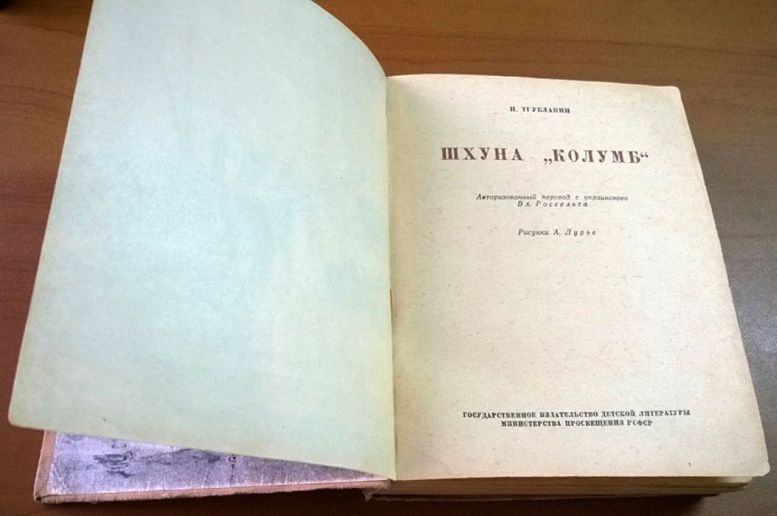 Н. ТРУБЛАИНИ
ШХУНА „КОЛУМБ“
Авторизованный перевод с украинского
Вл. Россельса
Рисунки А. Лурье
ГОСУДАРСТВЕННОЕ ИЗДАТЕЛЬСТВО ДЕТСКОЙ ЛИТЕРАТУРЫ
МИНИСТЕРСТВА ПРОСВЕЩЕНИЯ РСФСР